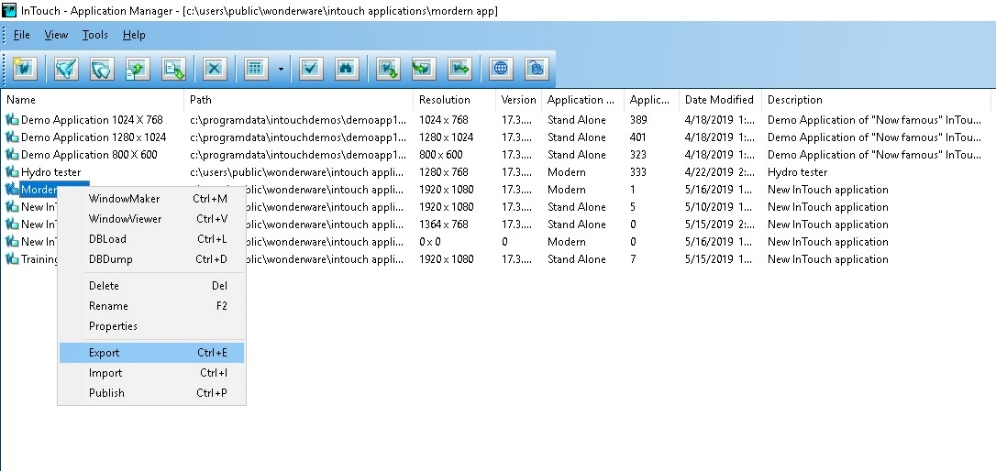 InTouch - Application Manager - [c:\users\public\wonderware\intouch applications\mordern app]
File View Tools Help
Name Path Resolution Version Application ... Applic... Date Modified Description
Demo Application 1024 X 768 c:\programdata\intouchdemos\demoapp1... 1024 x 768 17.3.... Stand Alone 389 4/18/2019 1:... Demo Application of "Now famous" InTou...
Demo Application 1280 x 1024 c:\programdata\intouchdemos\demoapp1... 1280 x 1024 17.3.... Stand Alone 401 4/18/2019 1:... Demo Application of "Now famous" InTou...
Demo Application 800 X 600 c:\programdata\intouchdemos\demoapp1... 800 x 600 17.3.... Stand Alone 323 4/18/2019 1:... Demo Application of "Now famous" InTou...
Hydro tester c:\users\public\wonderware\intouch appli... 1280 x 768 17.3.... Modern 333 4/22/2019 2:... Hydro tester
Morder blic\wonderware\intouch appli... 1920 x 1080 17.3.... Modern 1 5/16/2019 1... New InTouch application
New In blic\wonderware\intouch appli... 1920 x 1080 17.3.... Stand Alone 5 5/10/2019 1... New InTouch application
New In blic\wonderware\intouch appli... 1364 x 768 17.3.... Stand Alone 0 5/15/2019 2:... New InTouch application
New In blic\wonderware\intouch appli... 0 x 0 0 Modern 0 5/16/2019 1... New InTouch application
Training blic\wonderware\intouch appli... 1920 x 1080 17.3.... Stand Alone 7 5/15/2019 1... New InTouch application
WindowMaker Ctrl+M
WindowViewer Ctrl+V
DBLoad Ctrl+L
DBDump Ctrl+D
Delete Del
Rename F2
Properties
Export Ctrl+E
Import Ctrl+I
Publish Ctrl+P